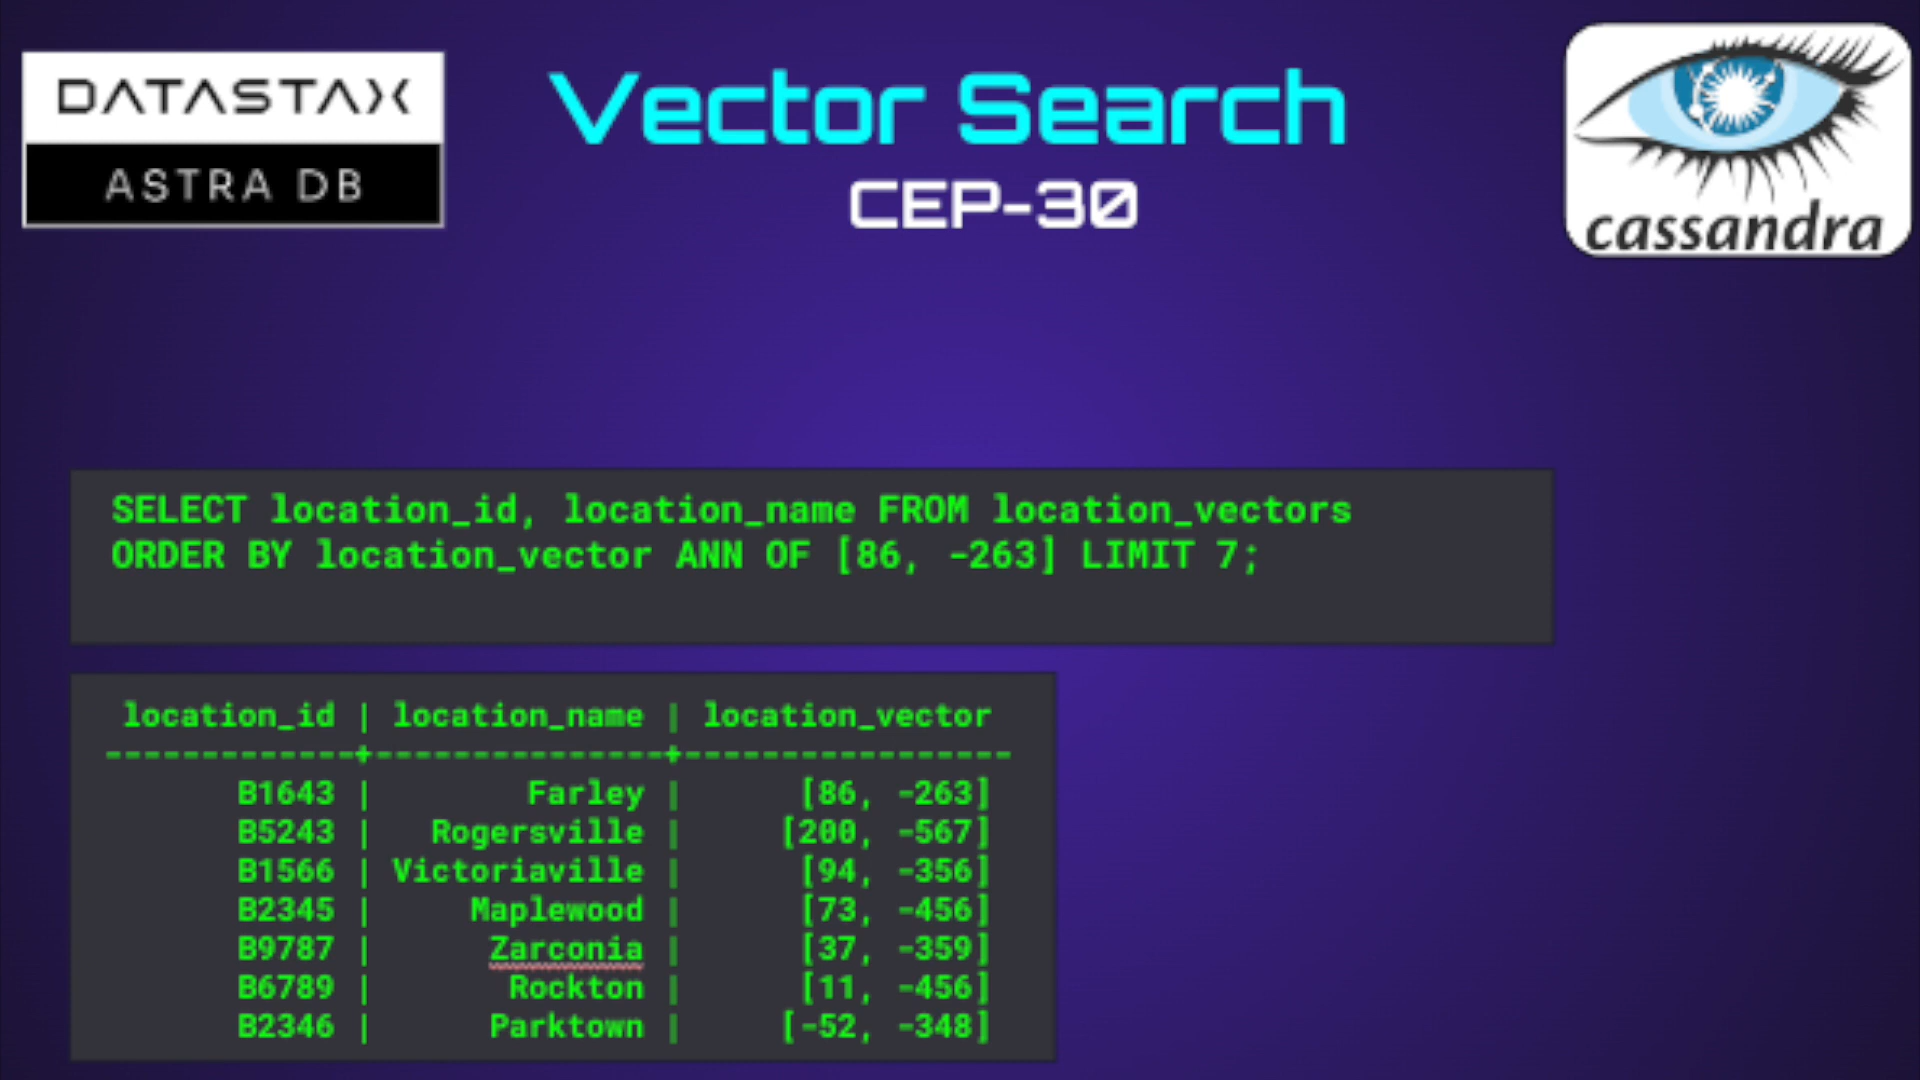 DATASTAX
ASTRA DB
Vector Search
CEP-30
cassandra
SELECT location_id, location_name FROM location_vectors
ORDER BY location_vector ANN OF [86, -263] LIMIT 7;
location_id | location_name | location_vector
-------------+---------------+-----------------
B1643 | Farley | [86, -263]
B5243 | Rogersville | [200, -567]
B1566 | Victoriaville | [94, -356]
B2345 | Maplewood | [73, -456]
B9787 | Zarconia | [37, -359]
B6789 | Rockton | [11, -456]
B2346 | Parktown | [-52, -348]